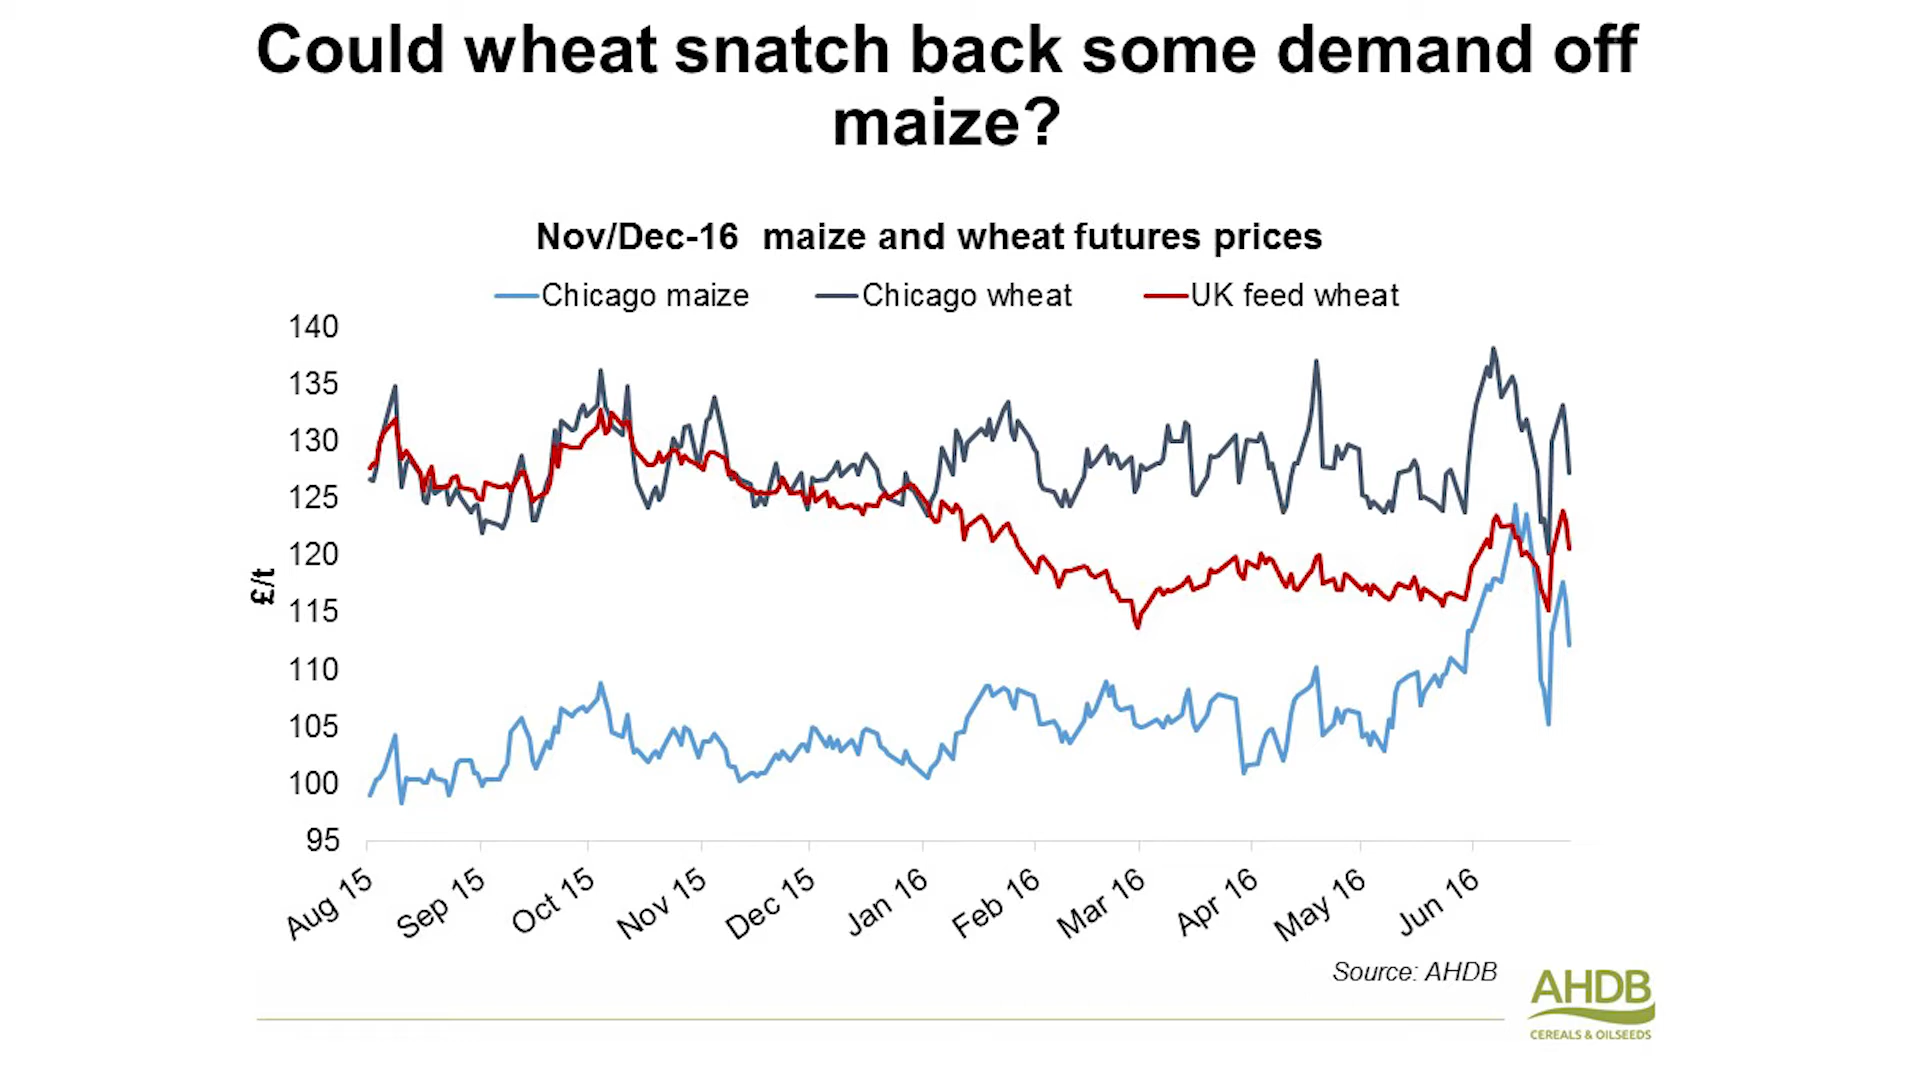 Could wheat snatch back some demand off
maize?
Nov/Dec-16 maize and wheat futures prices
Chicago maize Chicago wheat UK feed wheat
140
135
130
125
120
115
110
105
100
95
£/t
Aug 15 Sep 15 Oct 15 Nov 15 Dec 15 Jan 16 Feb 16 Mar 16 Apr 16 May 16 Jun 16
Source: AHDB
AHDB
CEREALS & OILSEEDS